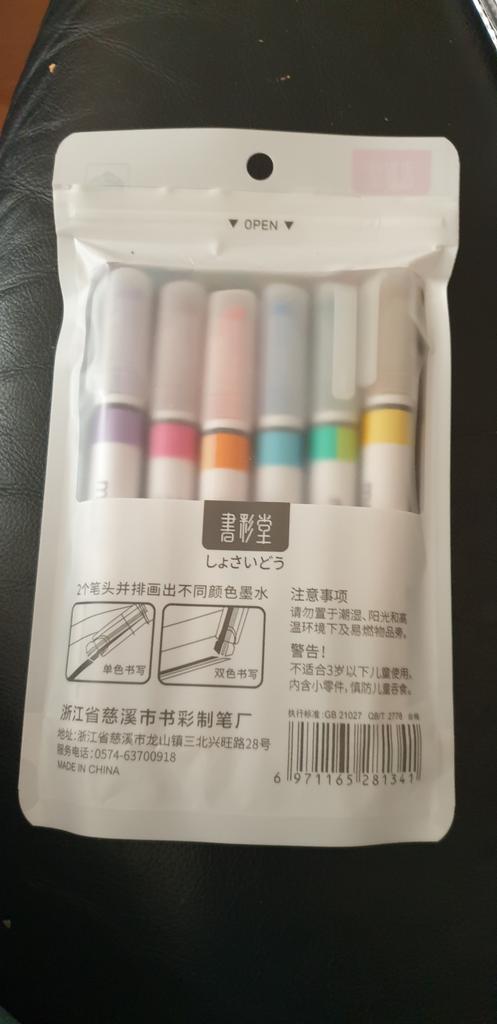 ▼ OPEN ▼
書彩堂
しょさいどう
2个笔头并排画出不同颜色墨水
单色书写
双色书写
注意事项
请勿置于潮湿、阳光和高
温环境下及易燃物品旁。
警告!
不适合3岁以下儿童使用,
内含小零件,慎防儿童吞食。
浙江省慈溪市书彩制笔厂
地址:浙江省慈溪市龙山镇三北兴旺路28号
服务电话:0574-63700918
MADE IN CHINA
执行标准:GB 21027 QB/T 2778 合格
6 971165 281341